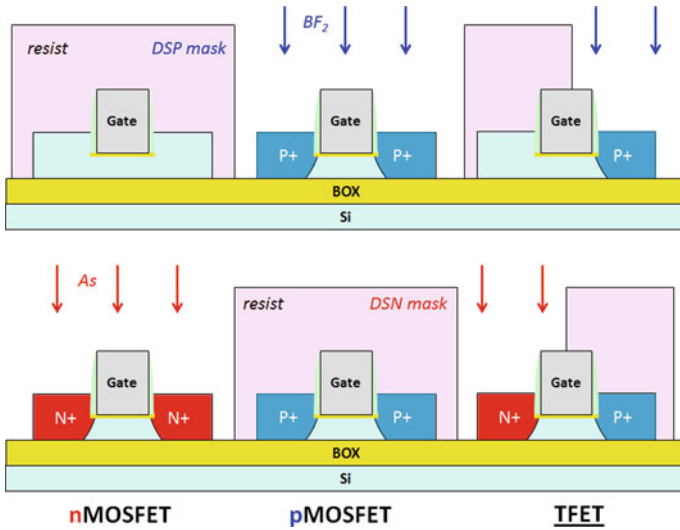 resist DSP mask BF2
Gate Gate Gate
P+ P+ P+
BOX
Si
As resist DSN mask
Gate Gate Gate
N+ N+ P+ P+ N+ P+
BOX
Si
nMOSFET pMOSFET TFET